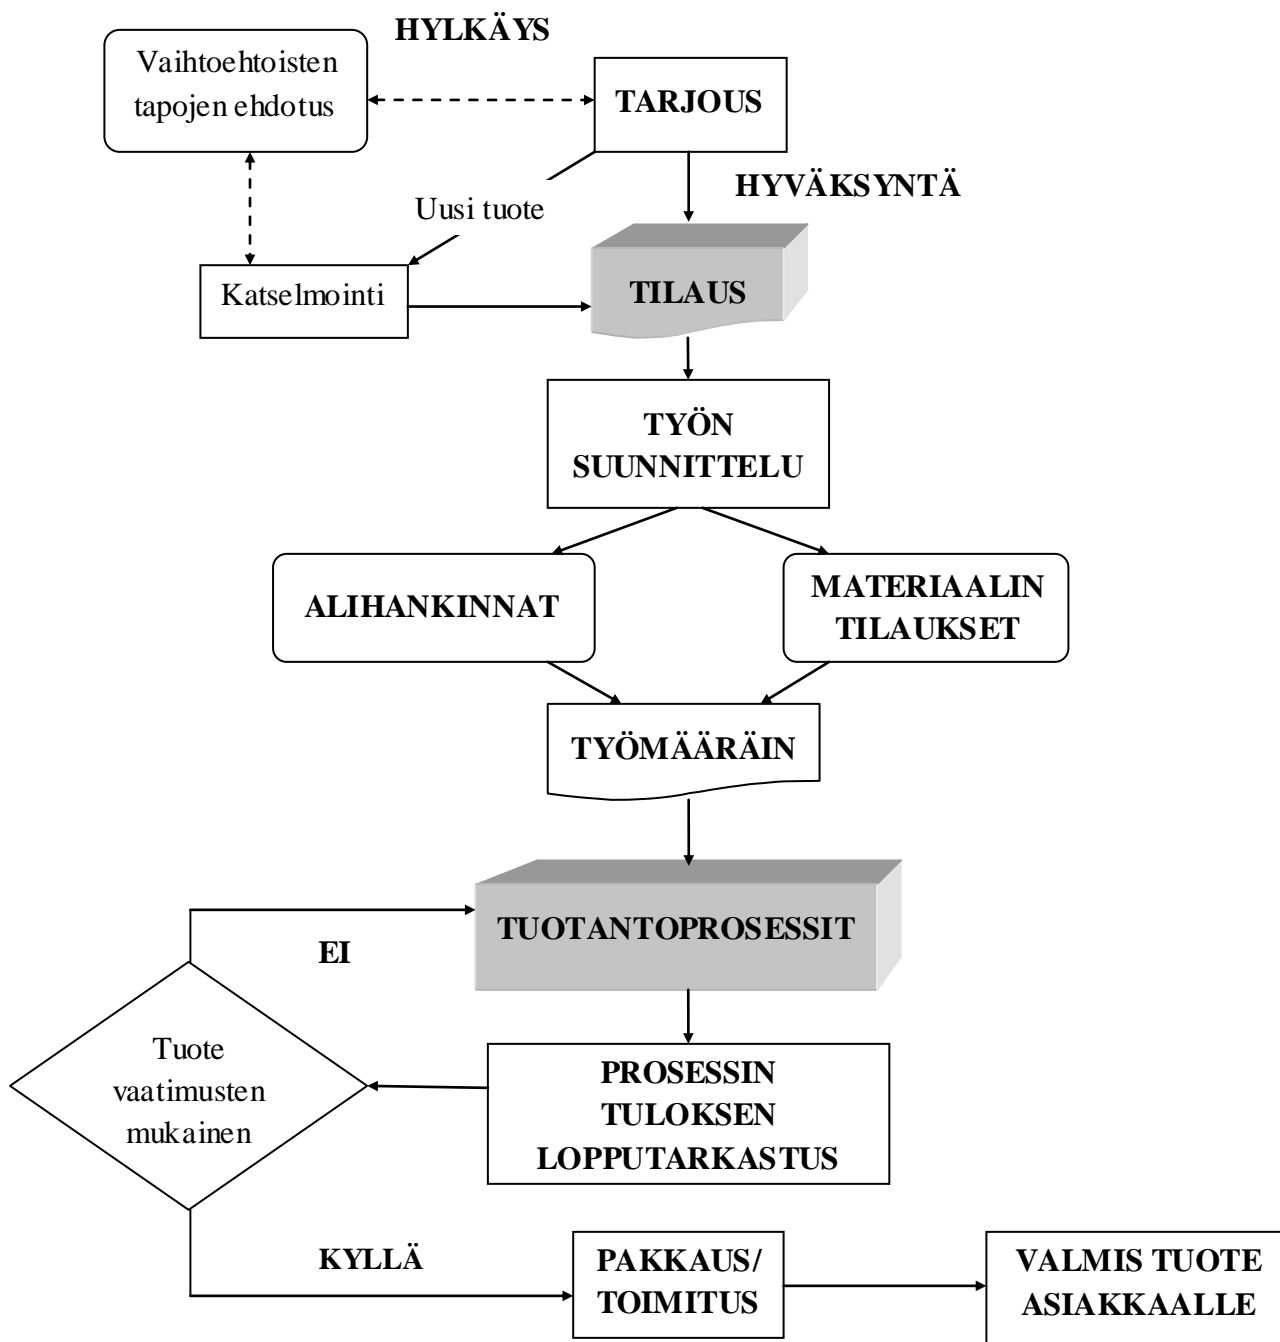 HYLKÄYS
Vaihtoehtoisten
tapojen ehdotus
TARJOUS
HYVÄKSYNTÄ
Uusi tuote
Katselmointi
TILAUS
TYÖN
SUUNNITTELU
ALIHANKINNAT
MATERIAALIN
TILAUKSET
TYÖMÄÄRÄIN
TUOTANTOPROSESSIT
EI
Tuote
vaatimusten
mukainen
PROSESSIN
TULOKSEN
LOPPUTARKASTUS
KYLLÄ
PAKKAUS/
TOIMITUS
VALMIS TUOTE
ASIAKKAALLE